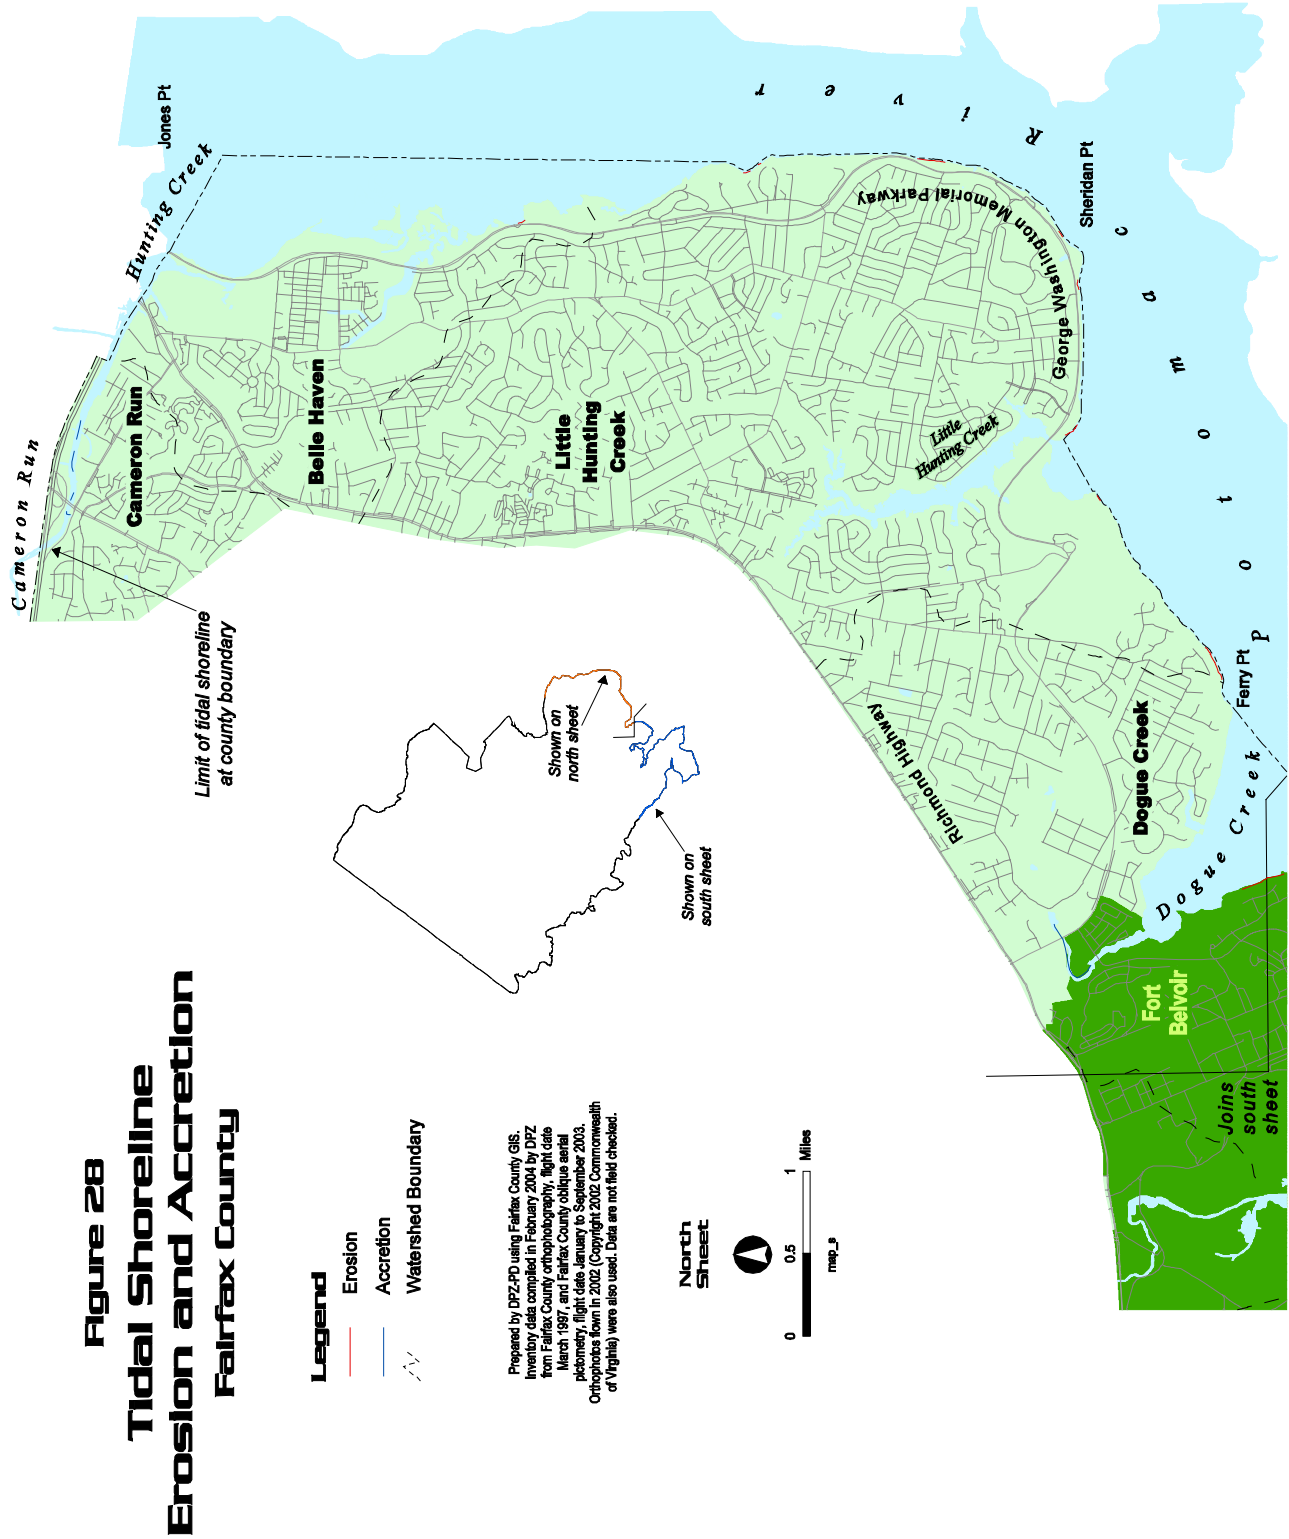 Figure 28
Tidal Shoreline
Erosion and Accretion
Fairfax County
Legend
Erosion
Accretion
Watershed Boundary
Prepared by DPZ-PD using Fairfax County GIS.
Inventory data compiled in February 2004 by DPZ
from Fairfax County orthophotography, flight date
March 1997, and Fairfax County oblique aerial
pictometry, flight date January to September 2003.
Orthophotos flown in 2002 (Copyright 2002 Commonwealth
of Virginia) were also used. Data are not field checked.
North
Sheet
0 0.5 1 Miles
map_s
Limit of tidal shoreline
at county boundary
Shown on
north sheet
Shown on
south sheet
Cameron Run
Hunting Creek
Jones Pt
Cameron Run
Belle Haven
Little
Hunting
Creek
Little
Hunting Creek
George Washington Memorial Parkway
Sheridan Pt
Potomac River
Richmond Highway
Dogue Creek
Ferry Pt
Dogue Creek
Fort
Belvoir
Joins
south
sheet